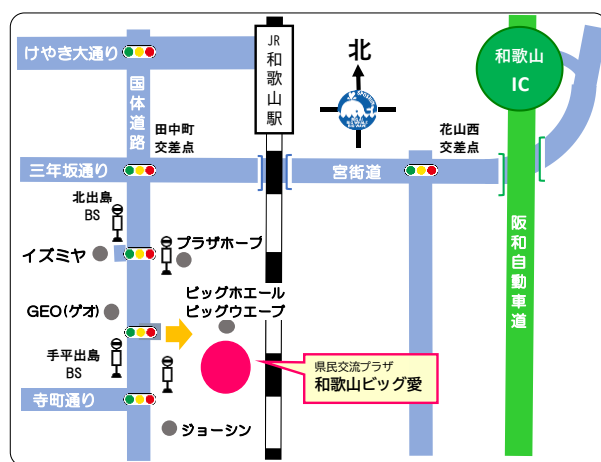 けやき大通り
JR
和歌山駅
北
和歌山
IC
国体道路
田中町
交差点
花山西
交差点
三年坂通り
宮街道
北出島
BS
プラザホープ
イズミヤ
阪和自動車道
ビッグホエール
ビッグウエーブ
GEO(ゲオ)
手平出島
BS
県民交流プラザ
和歌山ビッグ愛
寺町通り
ジョーシン